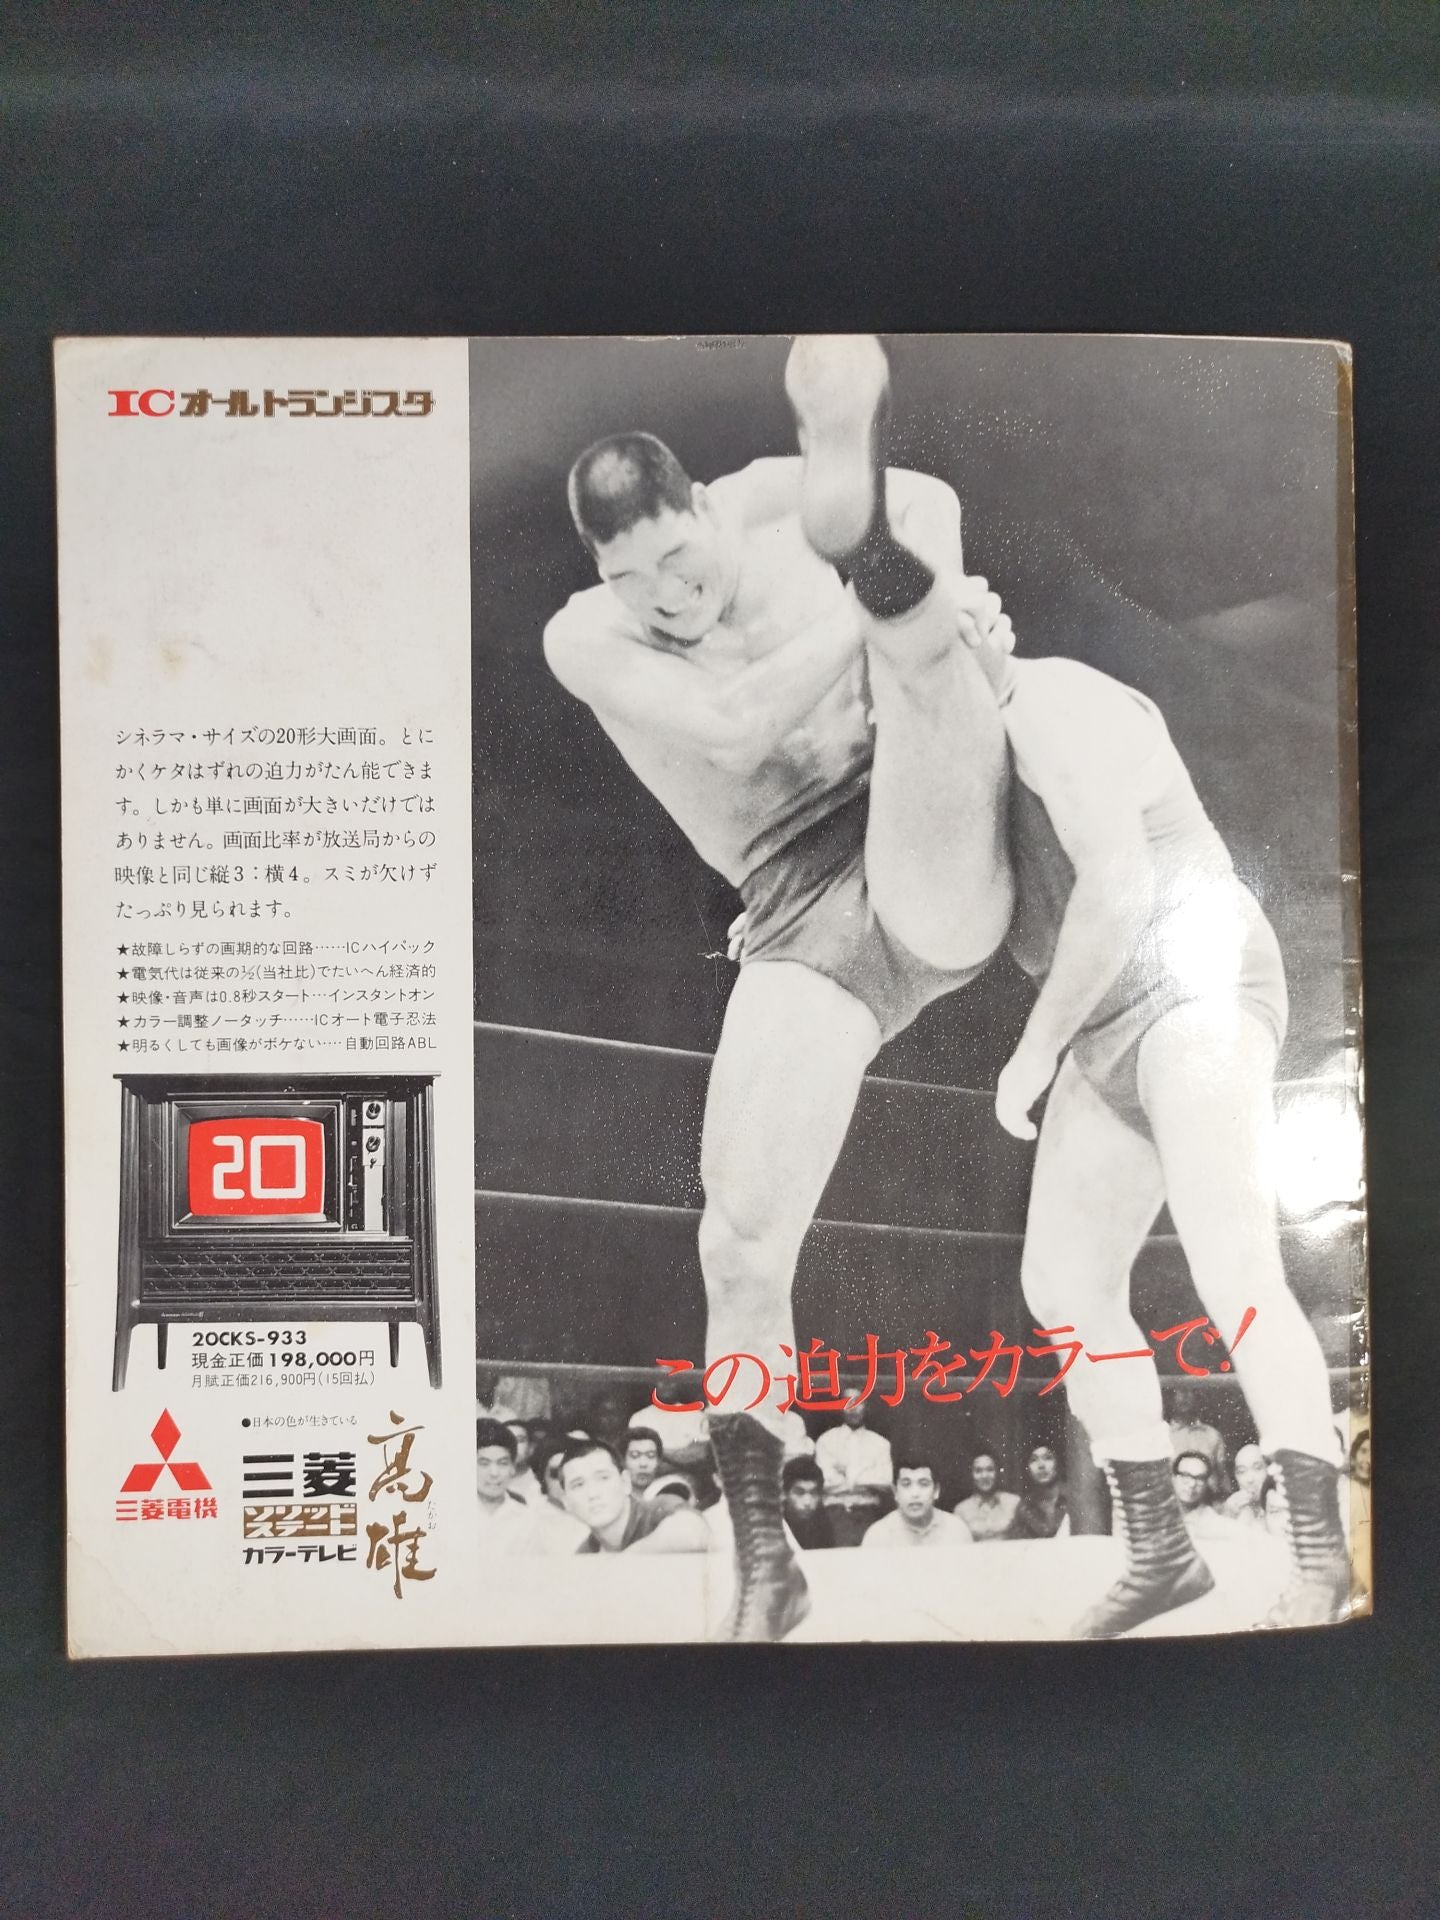 ICオールトランジスタ
シネラマ・サイズの20形大画面。とに
かくケタはずれの迫力がたん能できま
す。しかも単に画面が大きいだけでは
ありません。画面比率が放送局からの
映像と同じ縦3：横4。スミが欠けず
たっぷり見られます。
★故障しらずの画期的な回路……ICハイパック
★電気代は従来の½(当社比)でたいへん経済的
★映像・音声は0.8秒スタート…インスタントオン
★カラー調整ノータッチ……ICオート電子忍法
★明るくしても画像がボケない…・自動回路ABL
20
20CKS-933
現金正価198,000円
月賦正価216,900円(15回払)
●日本の色が生きている
三菱電機
三菱
ソリッド
ステート
カラーテレビ
高雄
たかお
この迫力をカラーで！